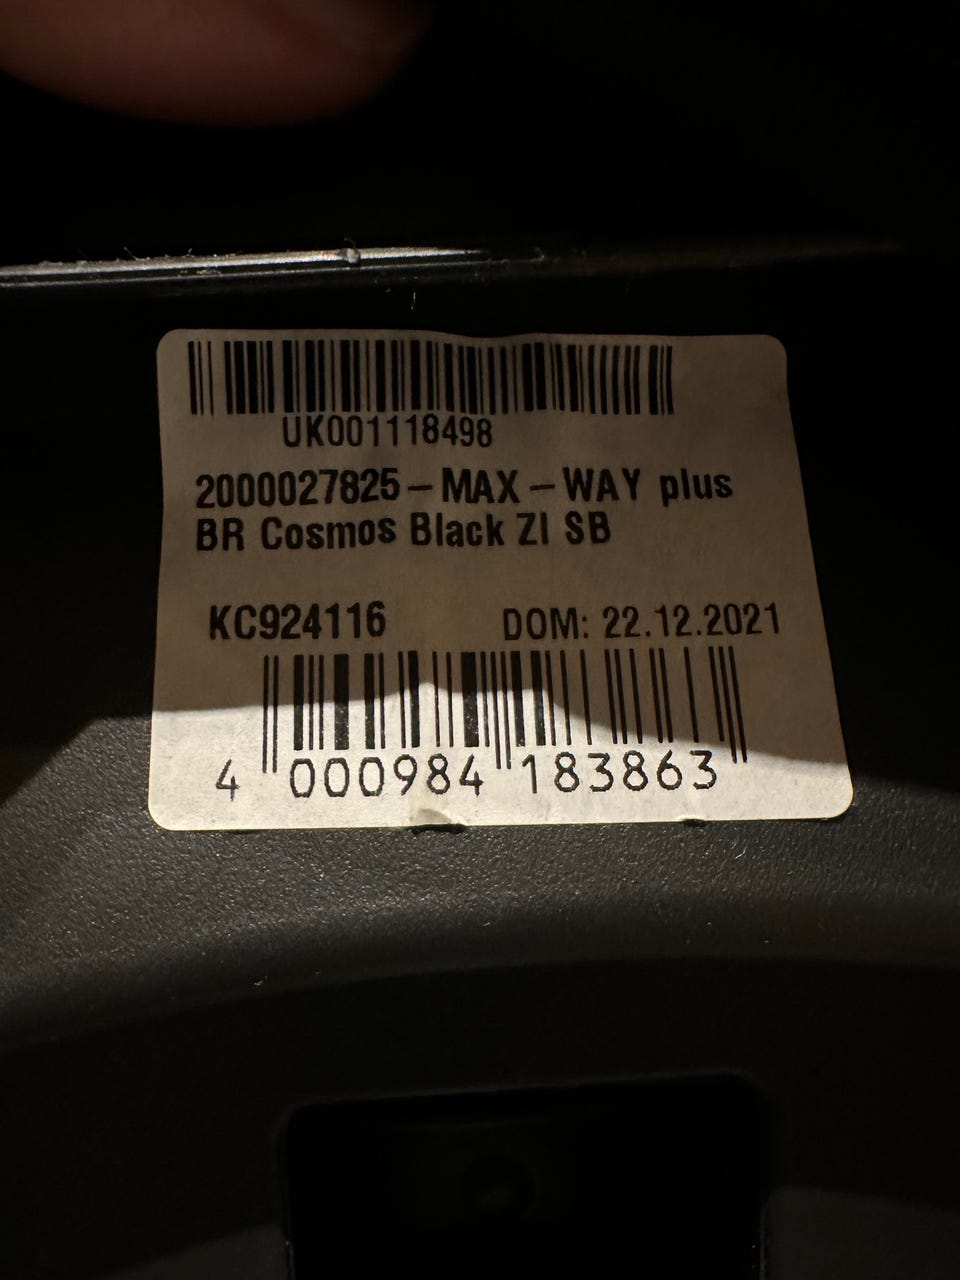 UK001118498
2000027825-MAX-WAY plus
BR Cosmos Black ZI SB
KC924116 DOM: 22.12.2021
4 000984 183863